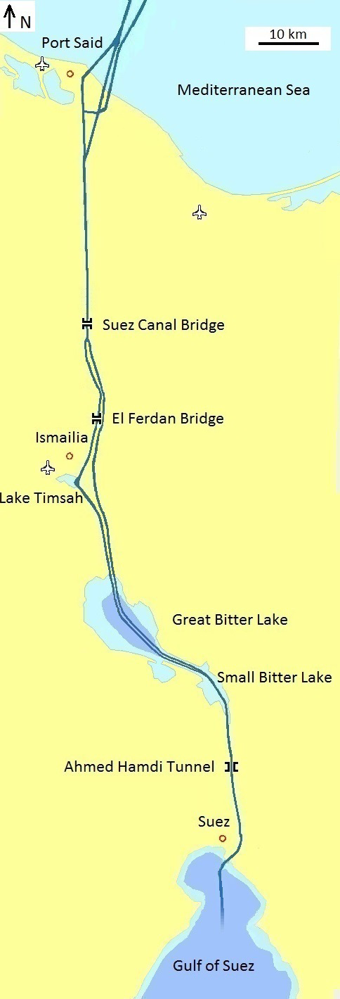 N
10 km
Port Said
Mediterranean Sea
Suez Canal Bridge
El Ferdan Bridge
Ismailia
Lake Timsah
Great Bitter Lake
Small Bitter Lake
Ahmed Hamdi Tunnel
Suez
Gulf of Suez